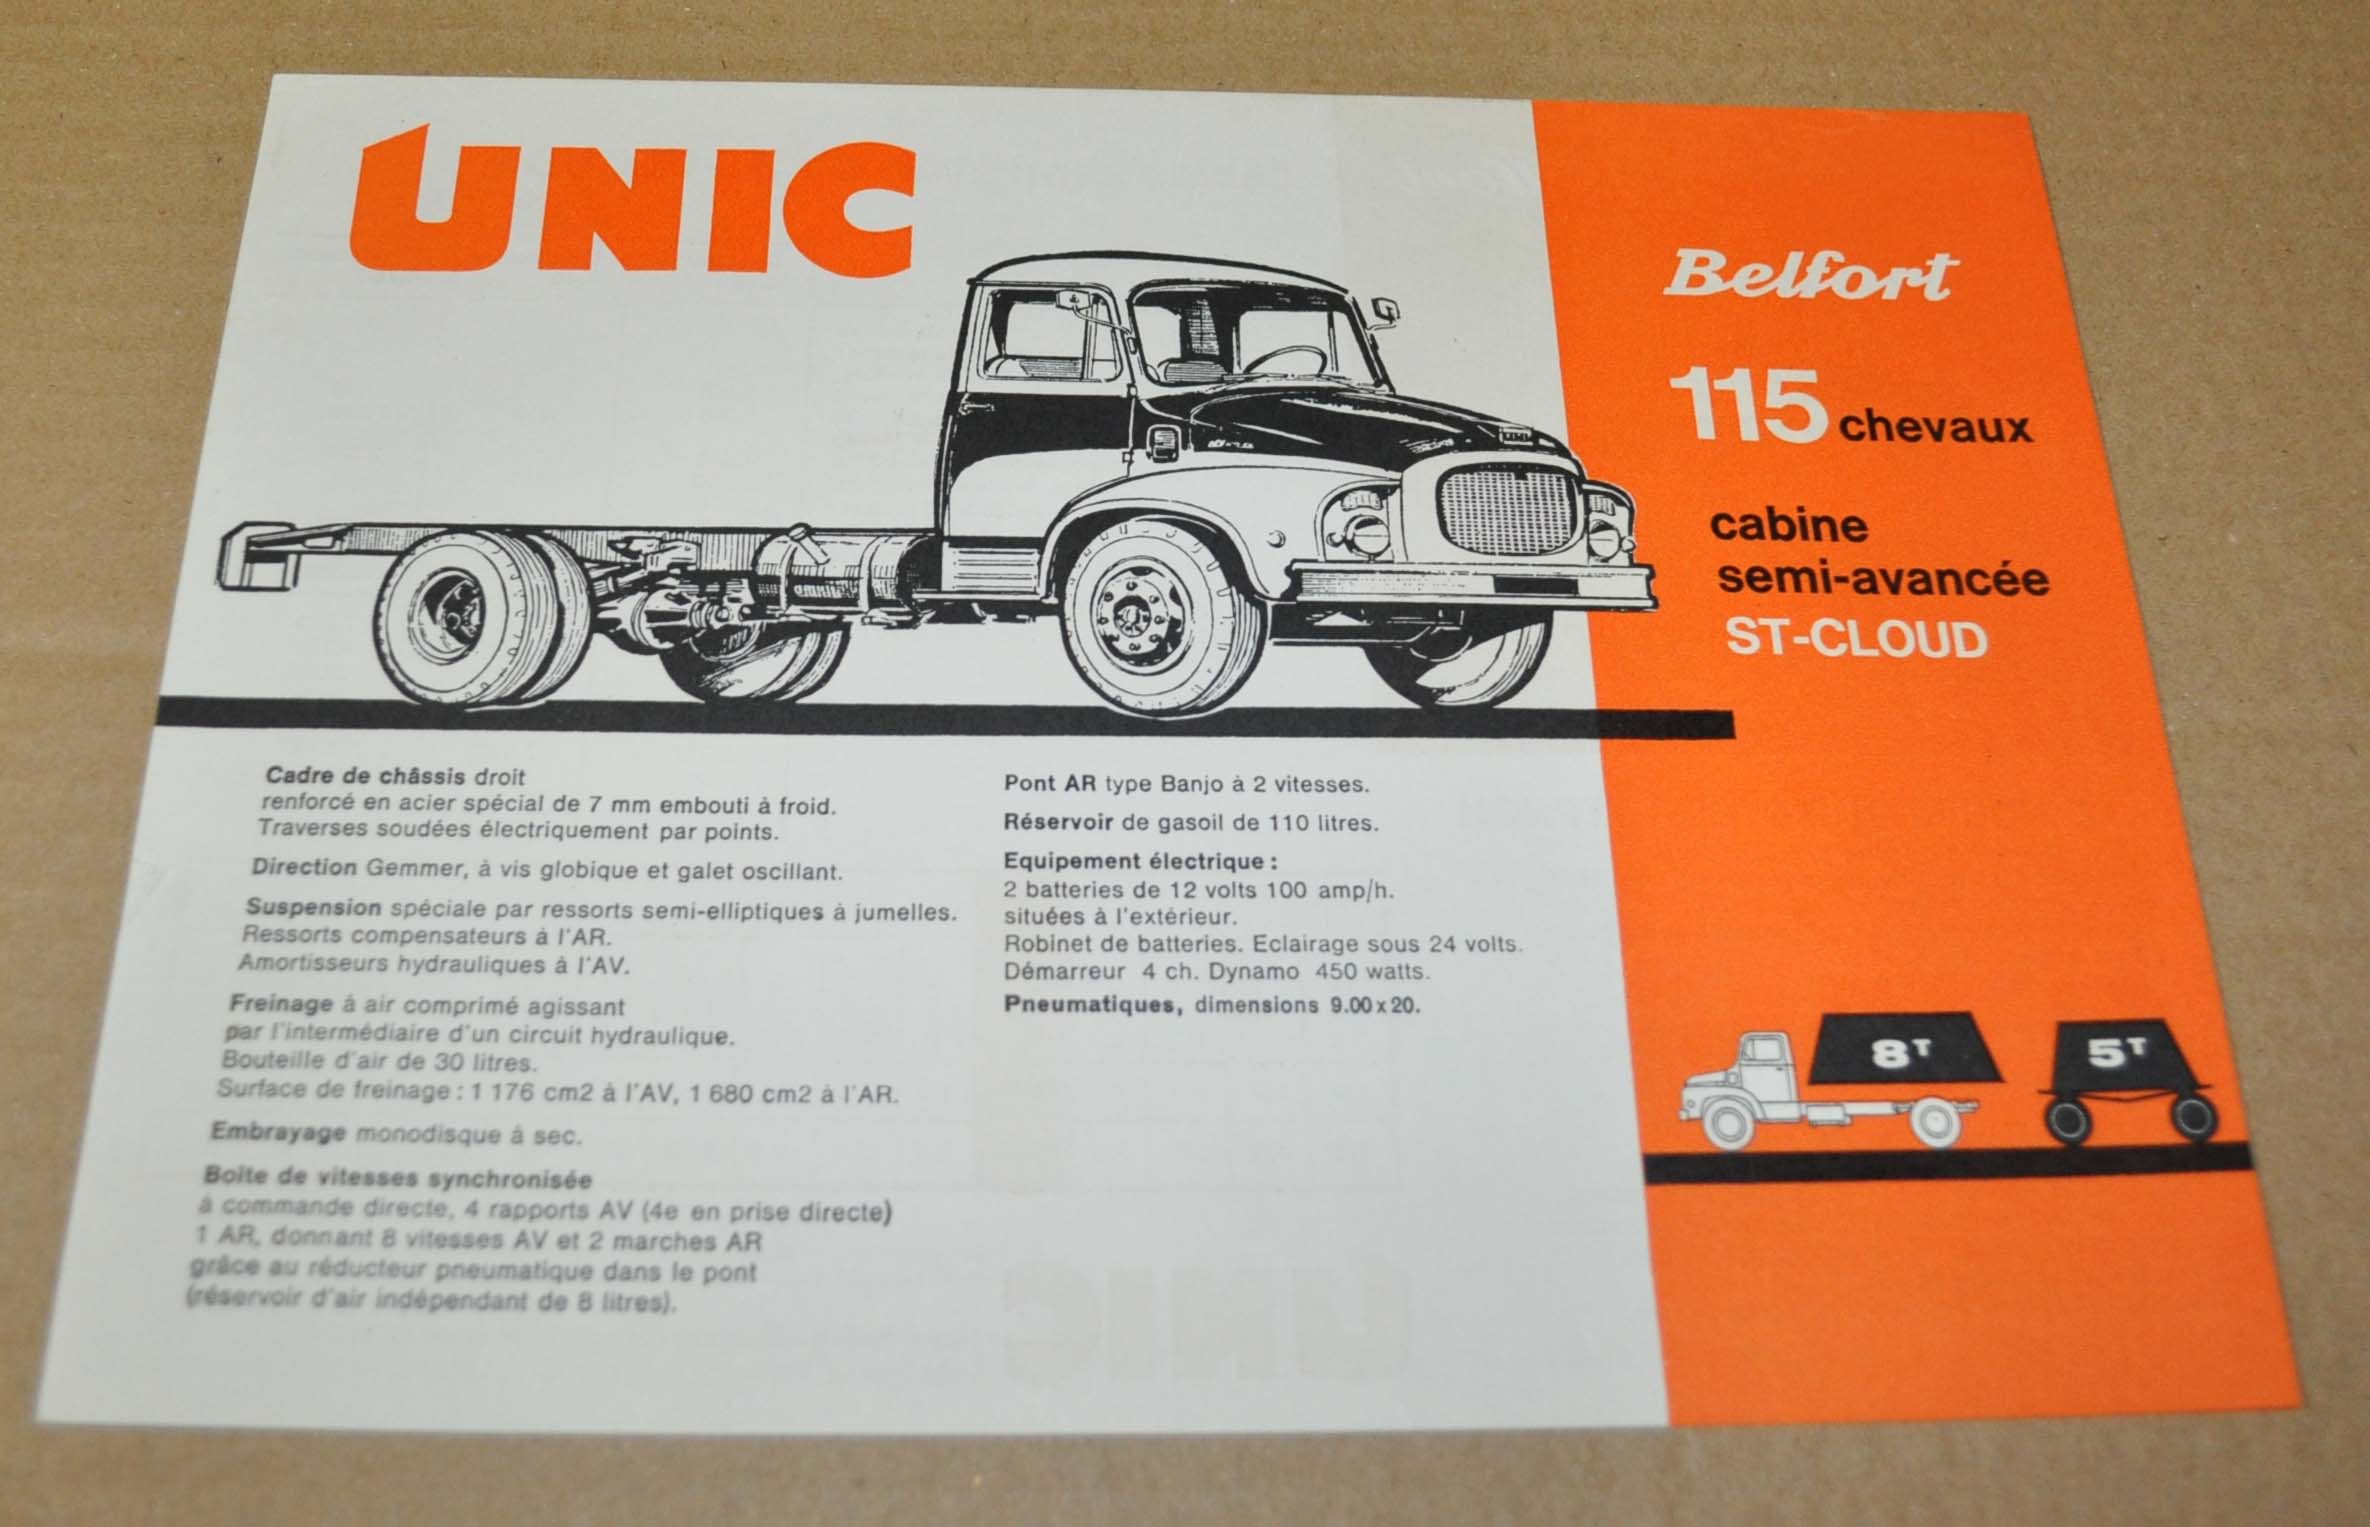 UNIC
Belfort
115 chevaux
cabine
semi-avancée
ST-CLOUD
Cadre de châssis droit
renforcé en acier spécial de 7 mm embouti à froid.
Traverses soudées électriquement par points.
Direction Gemmer, à vis globique et galet oscillant.
Suspension spéciale par ressorts semi-elliptiques à jumelles.
Ressorts compensateurs à l'AR.
Amortisseurs hydrauliques à l'AV.
Freinage à air comprimé agissant
par l'intermédiaire d'un circuit hydraulique.
Bouteille d'air de 30 litres.
Surface de freinage : 1 176 cm2 à l'AV, 1 680 cm2 à l'AR.
Embrayage monodisque à sec.
Boîte de vitesses synchronisée
à commande directe, 4 rapports AV (4e en prise directe)
1 AR, donnant 8 vitesses AV et 2 marches AR
grâce au réducteur pneumatique dans le pont
(réservoir d'air indépendant de 8 litres).
Pont AR type Banjo à 2 vitesses.
Réservoir de gasoil de 110 litres.
Equipement électrique :
2 batteries de 12 volts 100 amp/h.
situées à l'extérieur.
Robinet de batteries. Eclairage sous 24 volts.
Démarreur 4 ch. Dynamo 450 watts.
Pneumatiques, dimensions 9.00 x 20.
8T
5T